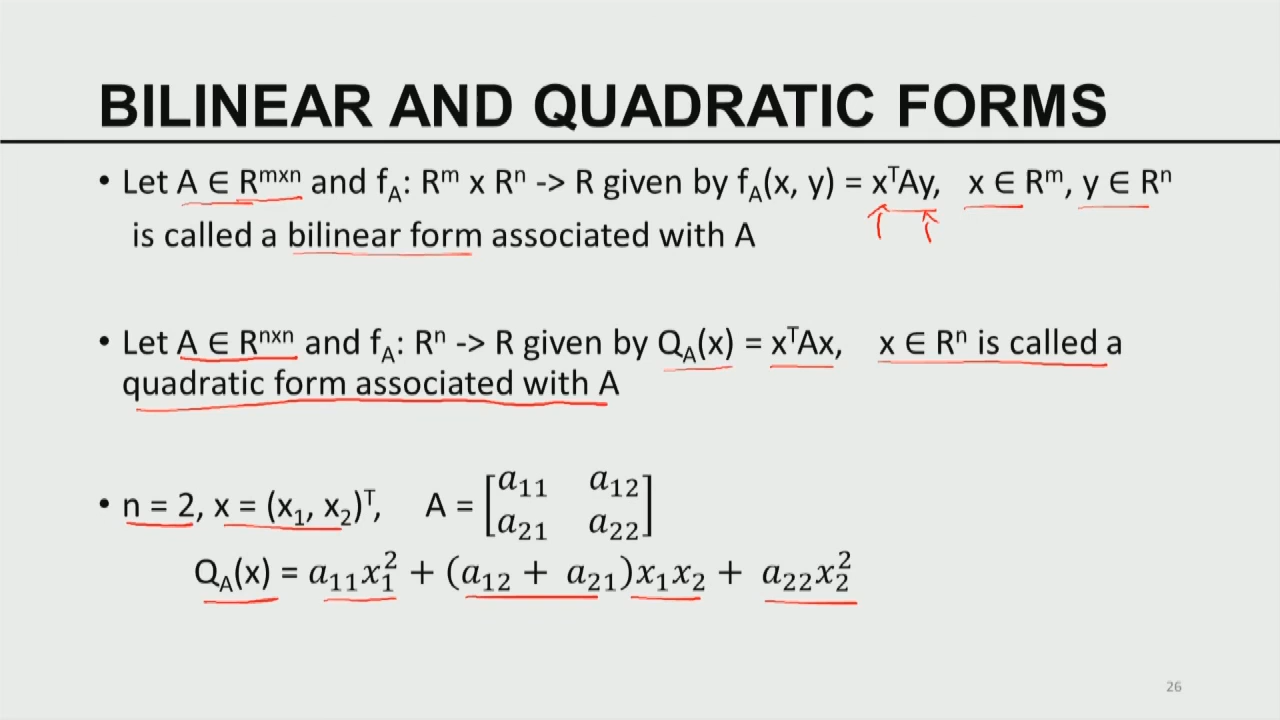 BILINEAR AND QUADRATIC FORMS
• Let A ∈ Rᵐˣⁿ and f_A: Rᵐ x Rⁿ -> R given by f_A(x, y) = xᵀAy, x ∈ Rᵐ, y ∈ Rⁿ
is called a bilinear form associated with A
• Let A ∈ Rⁿˣⁿ and f_A: Rⁿ -> R given by Q_A(x) = xᵀAx, x ∈ Rⁿ is called a
quadratic form associated with A
• n = 2, x = (x₁, x₂)ᵀ, A = [a₁₁ a₁₂
a₂₁ a₂₂]
Q_A(x) = a₁₁x₁² + (a₁₂ + a₂₁)x₁x₂ + a₂₂x₂²
26